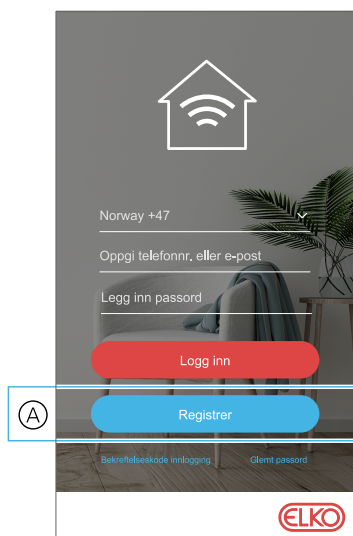 Norway +47
Oppgi telefonnr. eller e-post
Legg inn passord
Logg inn
A
Registrer
Bekreftelseskode innlogging Glemt passord
ELKO